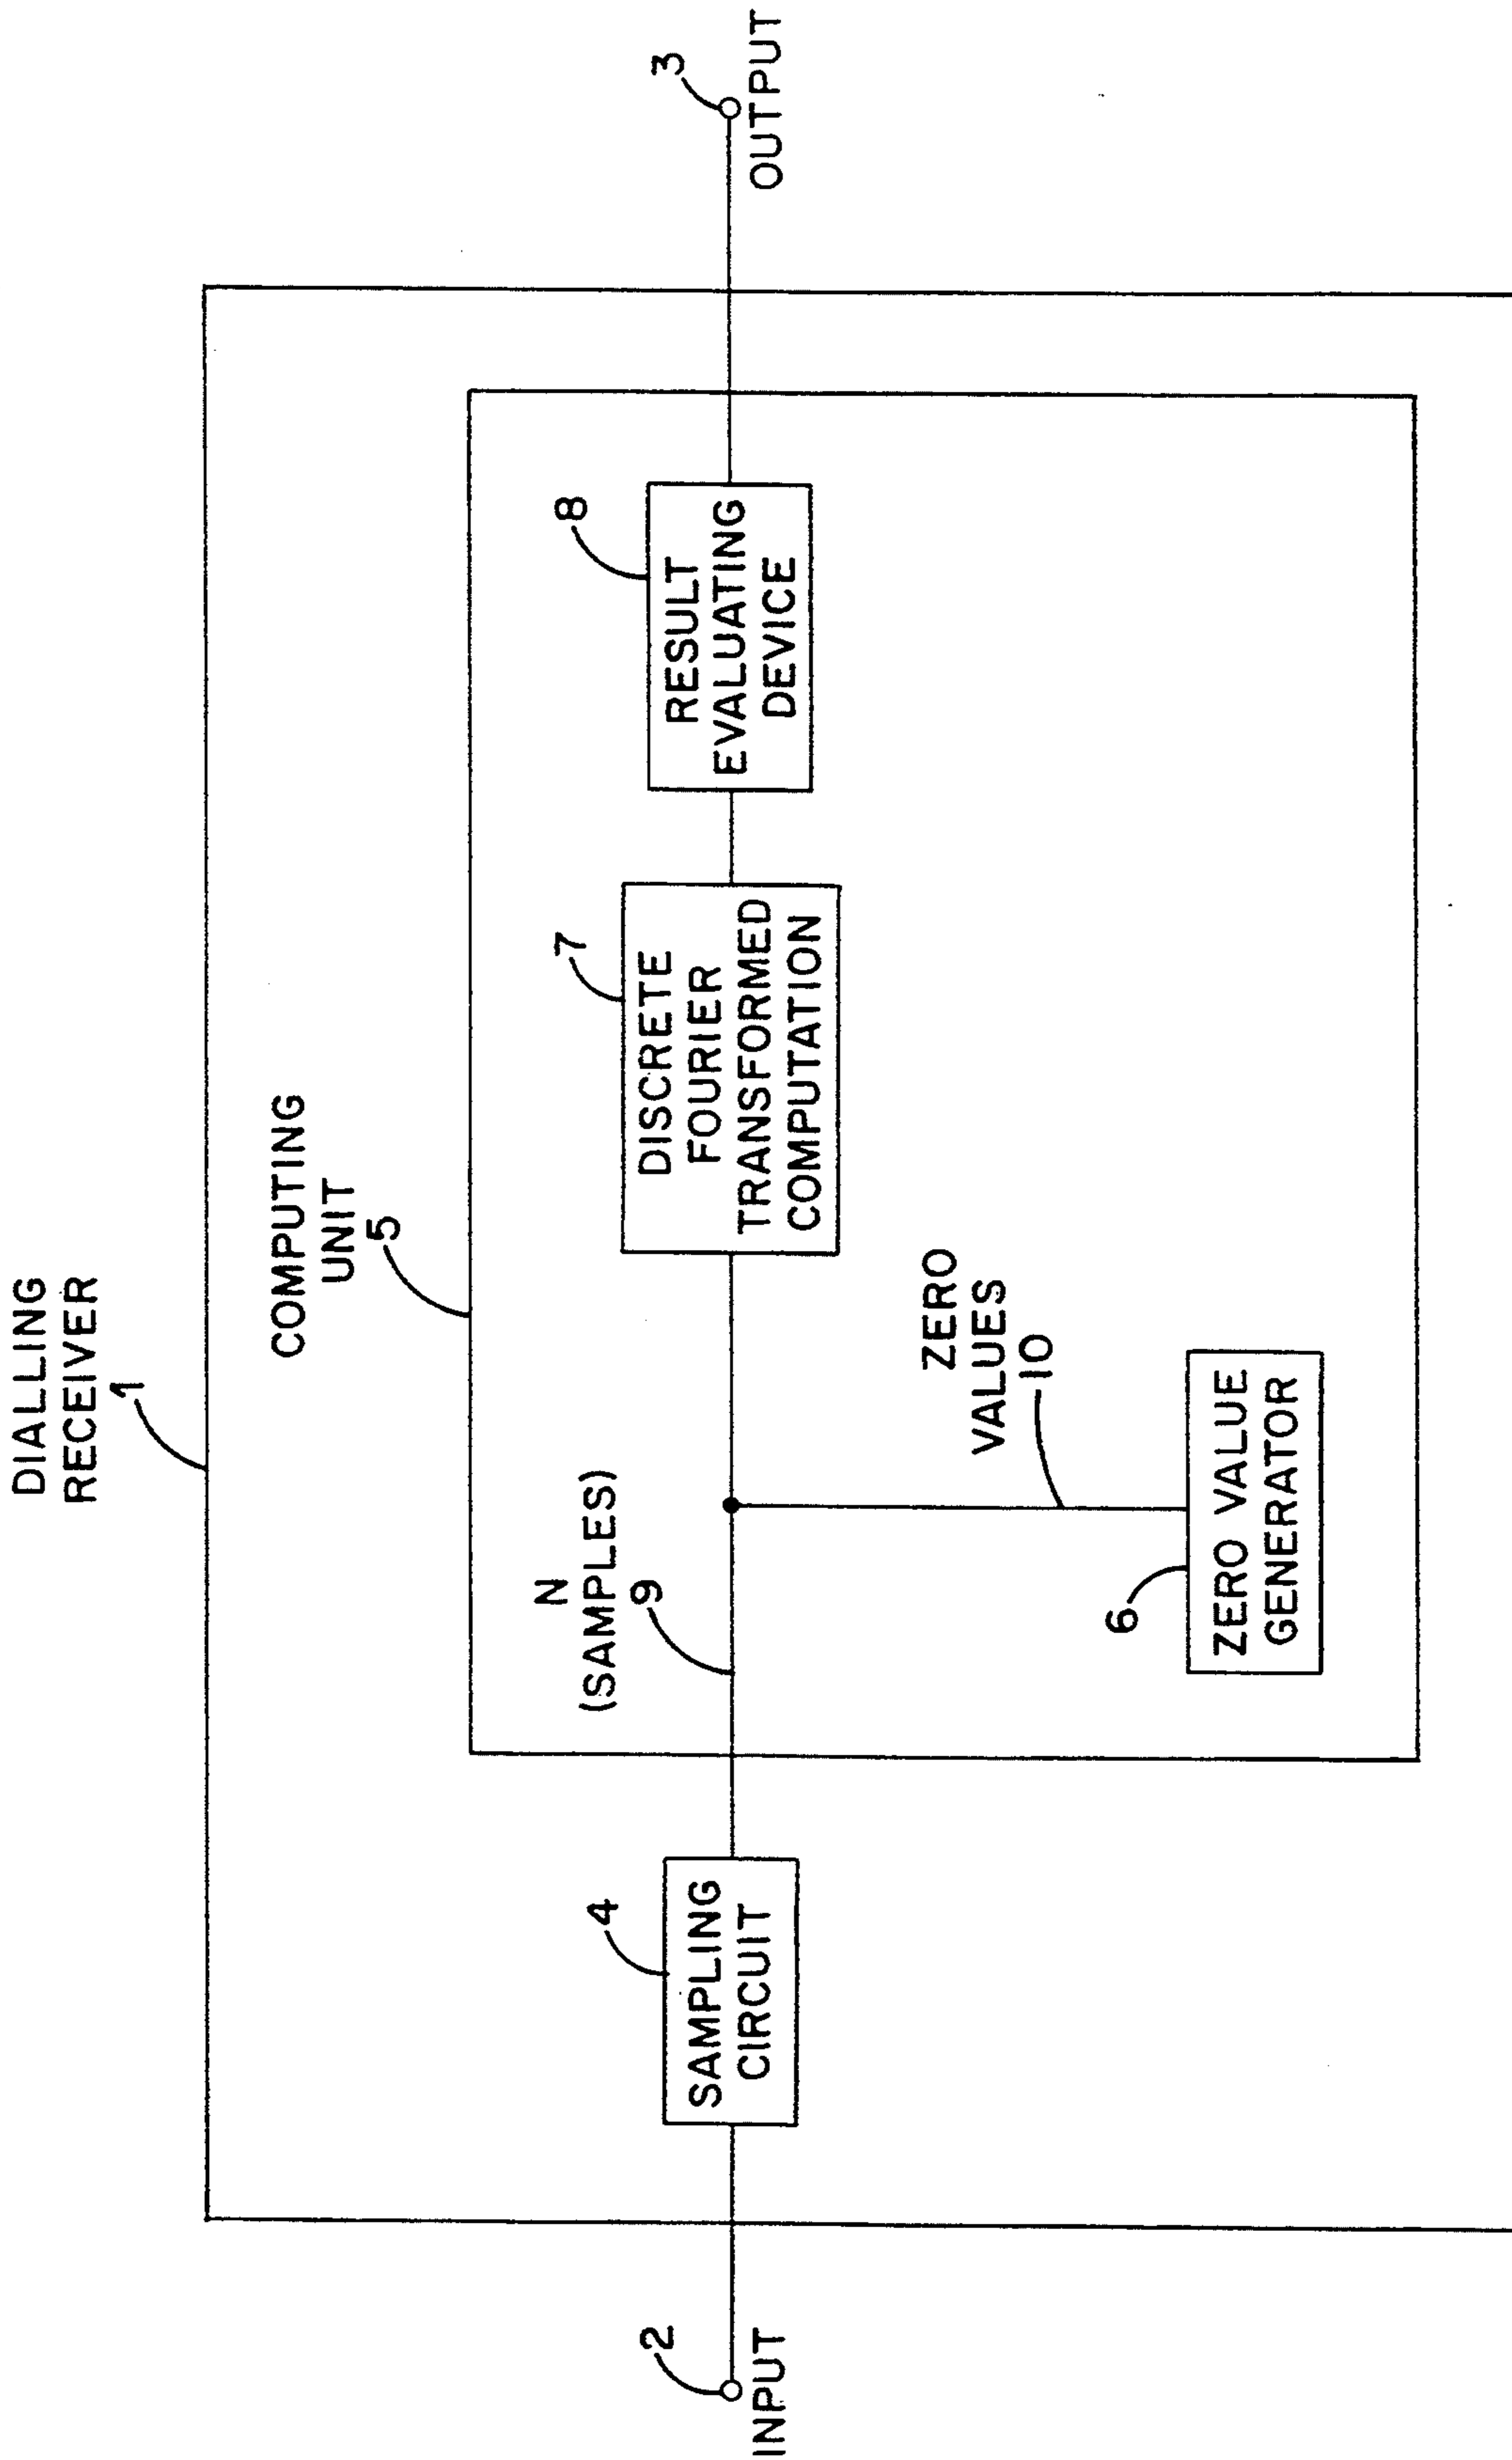 DIALLING
RECEIVER
1
COMPUTING
UNIT
5
INPUT
2
SAMPLING
CIRCUIT
4
N
(SAMPLES)
9
ZERO
VALUES
10
ZERO VALUE
GENERATOR
6
DISCRETE
FOURIER
TRANSFORMED
COMPUTATION
7
RESULT
EVALUATING
DEVICE
8
3
OUTPUT